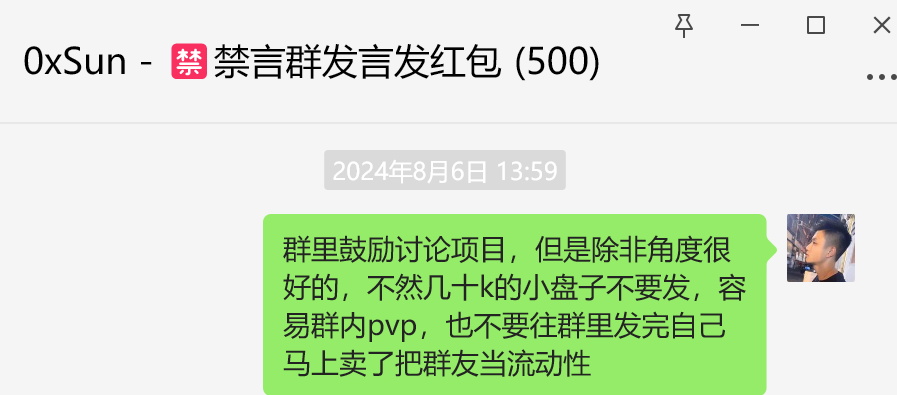 0xSun - 🈲禁言群发言发红包 (500)
2024年8月6日 13:59
群里鼓励讨论项目，但是除非角度很
好的，不然几十k的小盘子不要发，容
易群内pvp，也不要往群里发完自己
马上卖了把群友当流动性